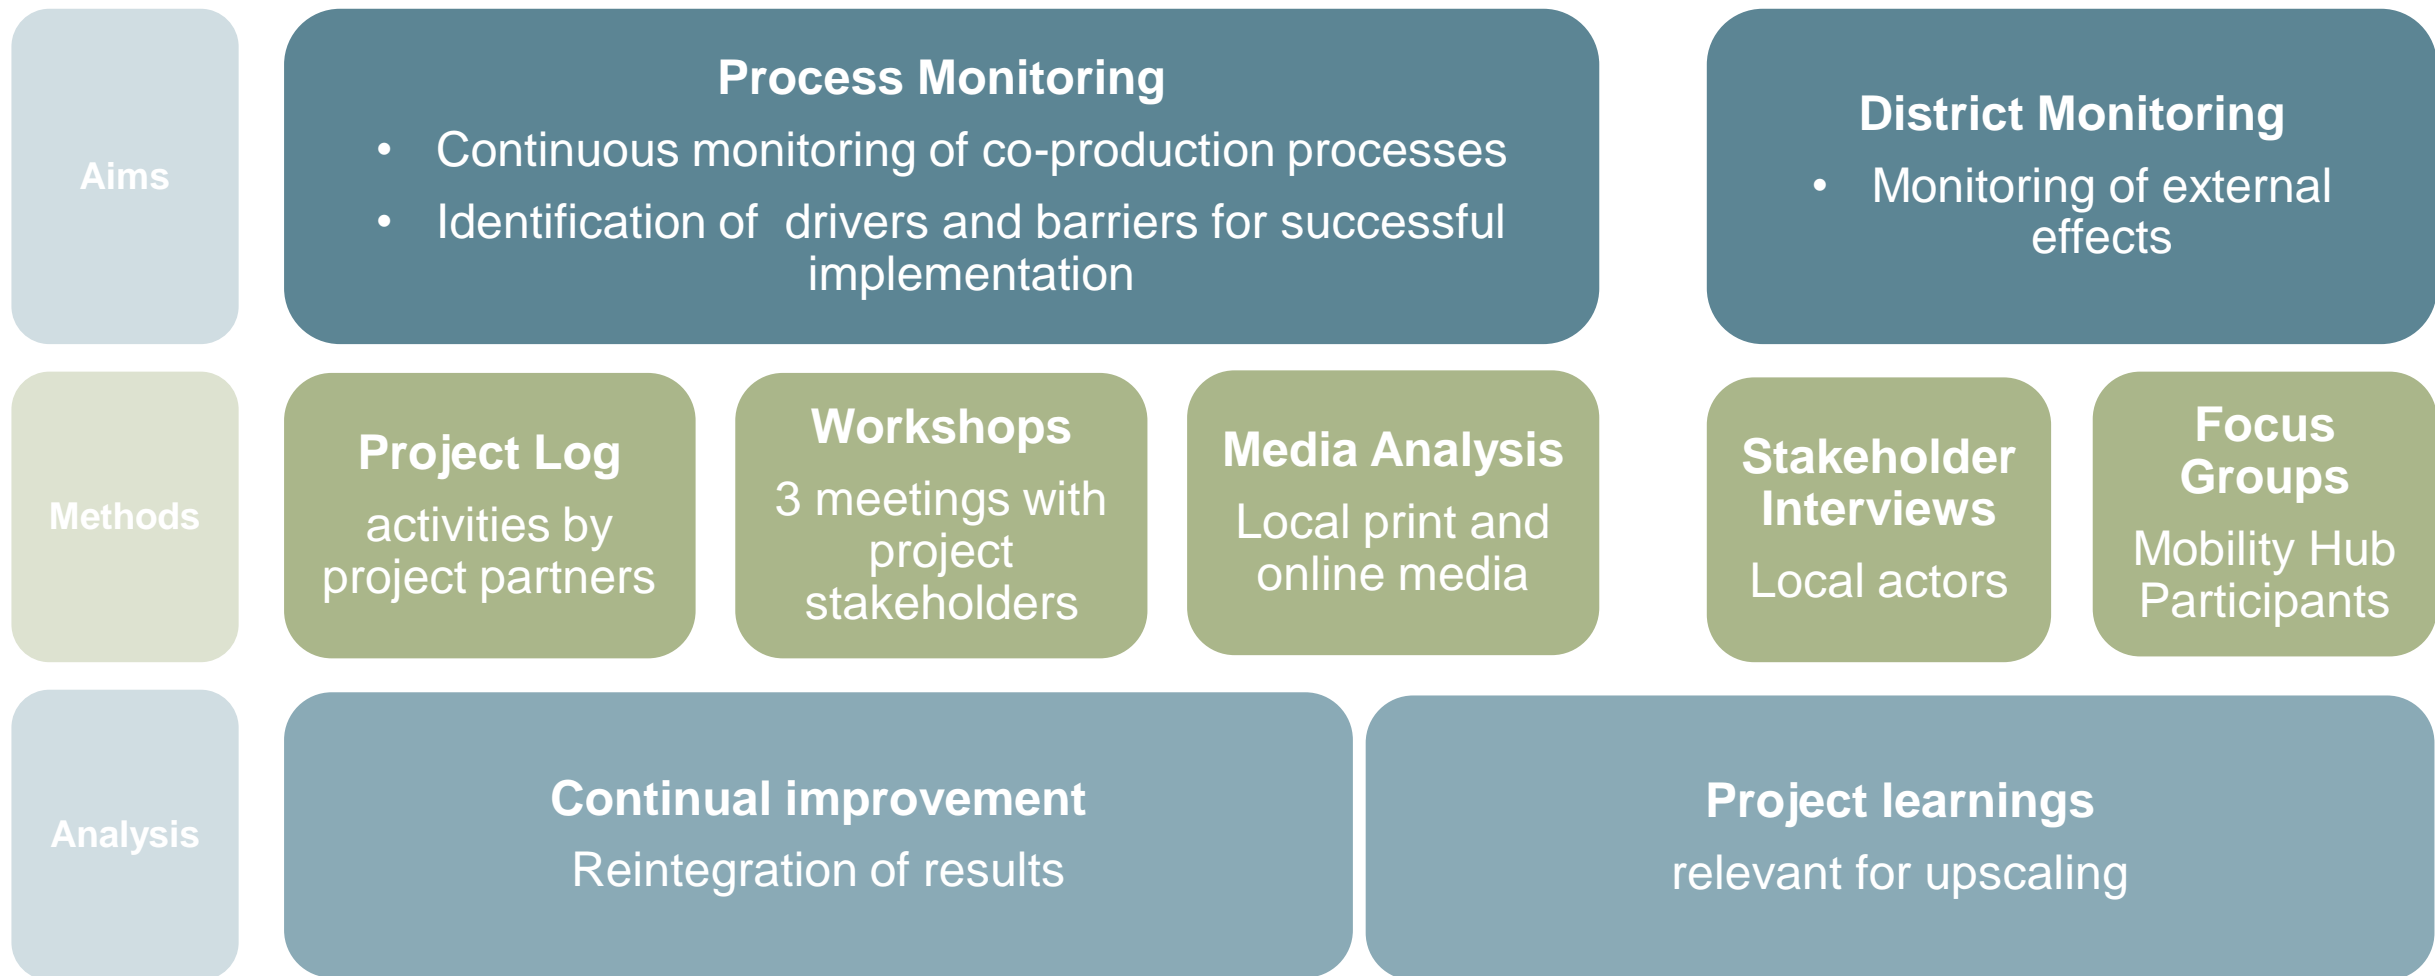 Aims
Process Monitoring
• Continuous monitoring of co-production processes
• Identification of drivers and barriers for successful
implementation
District Monitoring
• Monitoring of external
effects
Methods
Project Log
activities by
project partners
Workshops
3 meetings with
project
stakeholders
Media Analysis
Local print and
online media
Stakeholder
Interviews
Local actors
Focus
Groups
Mobility Hub
Participants
Analysis
Continual improvement
Reintegration of results
Project learnings
relevant for upscaling